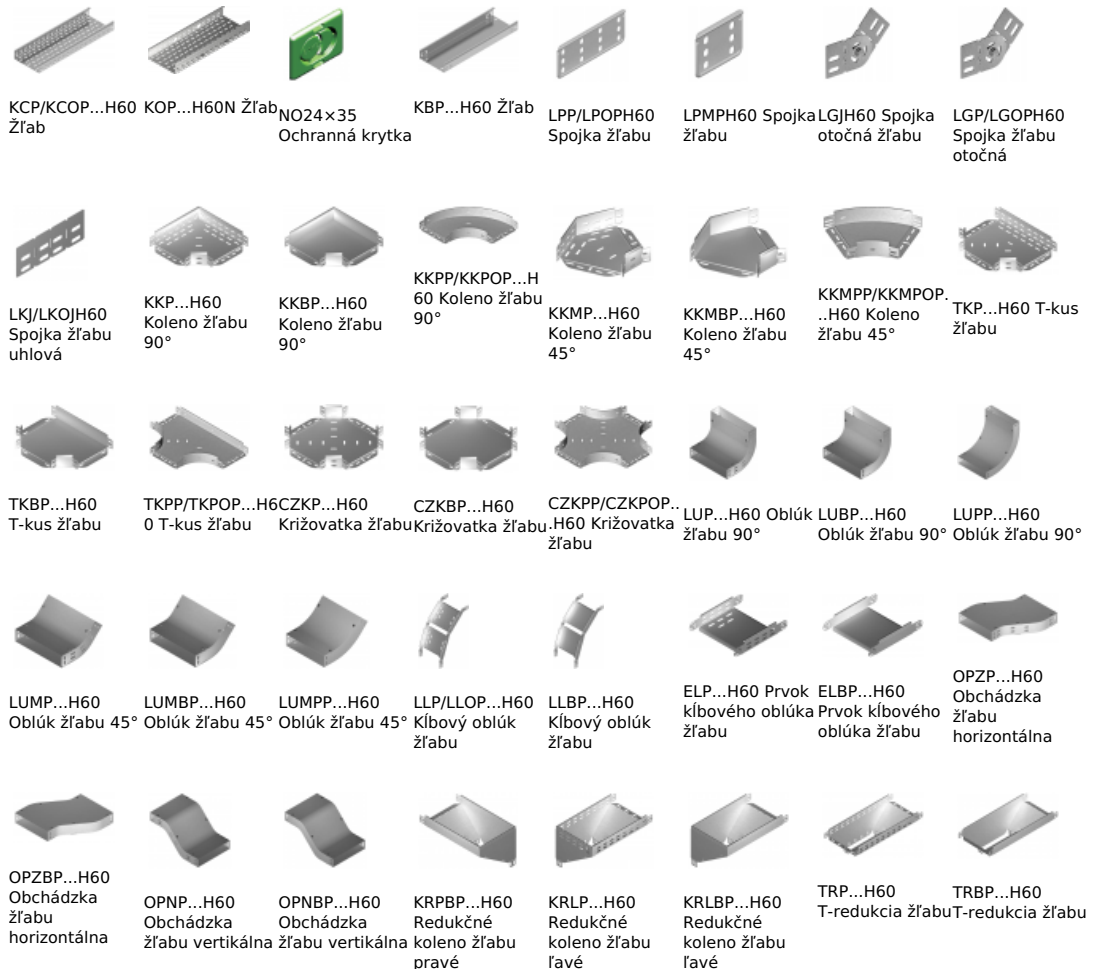 KCP/KCOP...H60
Žľab
KOP...H60N Žľab
NO24×35
Ochranná krytka
KBP...H60 Žľab
LPP/LPOPH60
Spojka žľabu
LPMPH60 Spojka
žľabu
LGJH60 Spojka
otočná žľabu
LGP/LGOPH60
Spojka žľabu
otočná
LKJ/LKOJH60
Spojka žľabu
uhlová
KKP...H60
Koleno žľabu
90°
KKBP...H60
Koleno žľabu
90°
KKPP/KKPOP...H
60 Koleno žľabu
90°
KKMP...H60
Koleno žľabu
45°
KKMBP...H60
Koleno žľabu
45°
KKMPP/KKMPOP.
..H60 Koleno
žľabu 45°
TKP...H60 T-kus
žľabu
TKBP...H60
T-kus žľabu
TKPP/TKPOP...H6
0 T-kus žľabu
CZKP...H60
Križovatka žľabu
CZKBP...H60
Križovatka žľabu
CZKPP/CZKPOP..
.H60 Križovatka
žľabu
LUP...H60 Oblúk
žľabu 90°
LUBP...H60
Oblúk žľabu 90°
LUPP...H60
Oblúk žľabu 90°
LUMP...H60
Oblúk žľabu 45°
LUMBP...H60
Oblúk žľabu 45°
LUMPP...H60
Oblúk žľabu 45°
LLP/LLOP...H60
Kĺbový oblúk
žľabu
LLBP...H60
Kĺbový oblúk
žľabu
ELP...H60 Prvok
kĺbového oblúka
žľabu
ELBP...H60
Prvok kĺbového
oblúka žľabu
OPZP...H60
Obchádzka
žľabu
horizontálna
OPZBP...H60
Obchádzka
žľabu
horizontálna
OPNP...H60
Obchádzka
žľabu vertikálna
OPNBP...H60
Obchádzka
žľabu vertikálna
KRPBP...H60
Redukčné
koleno žľabu
pravé
KRLP...H60
Redukčné
koleno žľabu
ľavé
KRLBP...H60
Redukčné
koleno žľabu
ľavé
TRP...H60
T-redukcia žľabu
TRBP...H60
T-redukcia žľabu